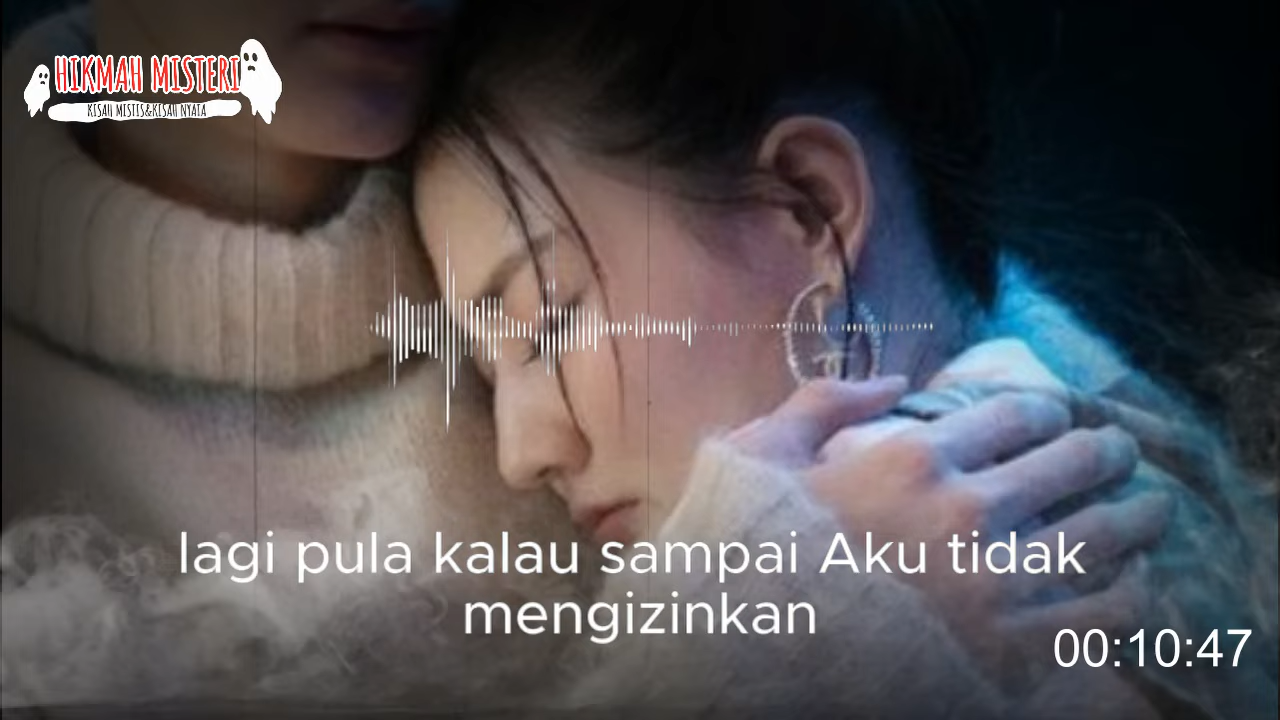 HIKMAH MISTERI
KISAH MISTIS&KISAH NYATA
lagi pula kalau sampai Aku tidak
mengizinkan
00:10:47